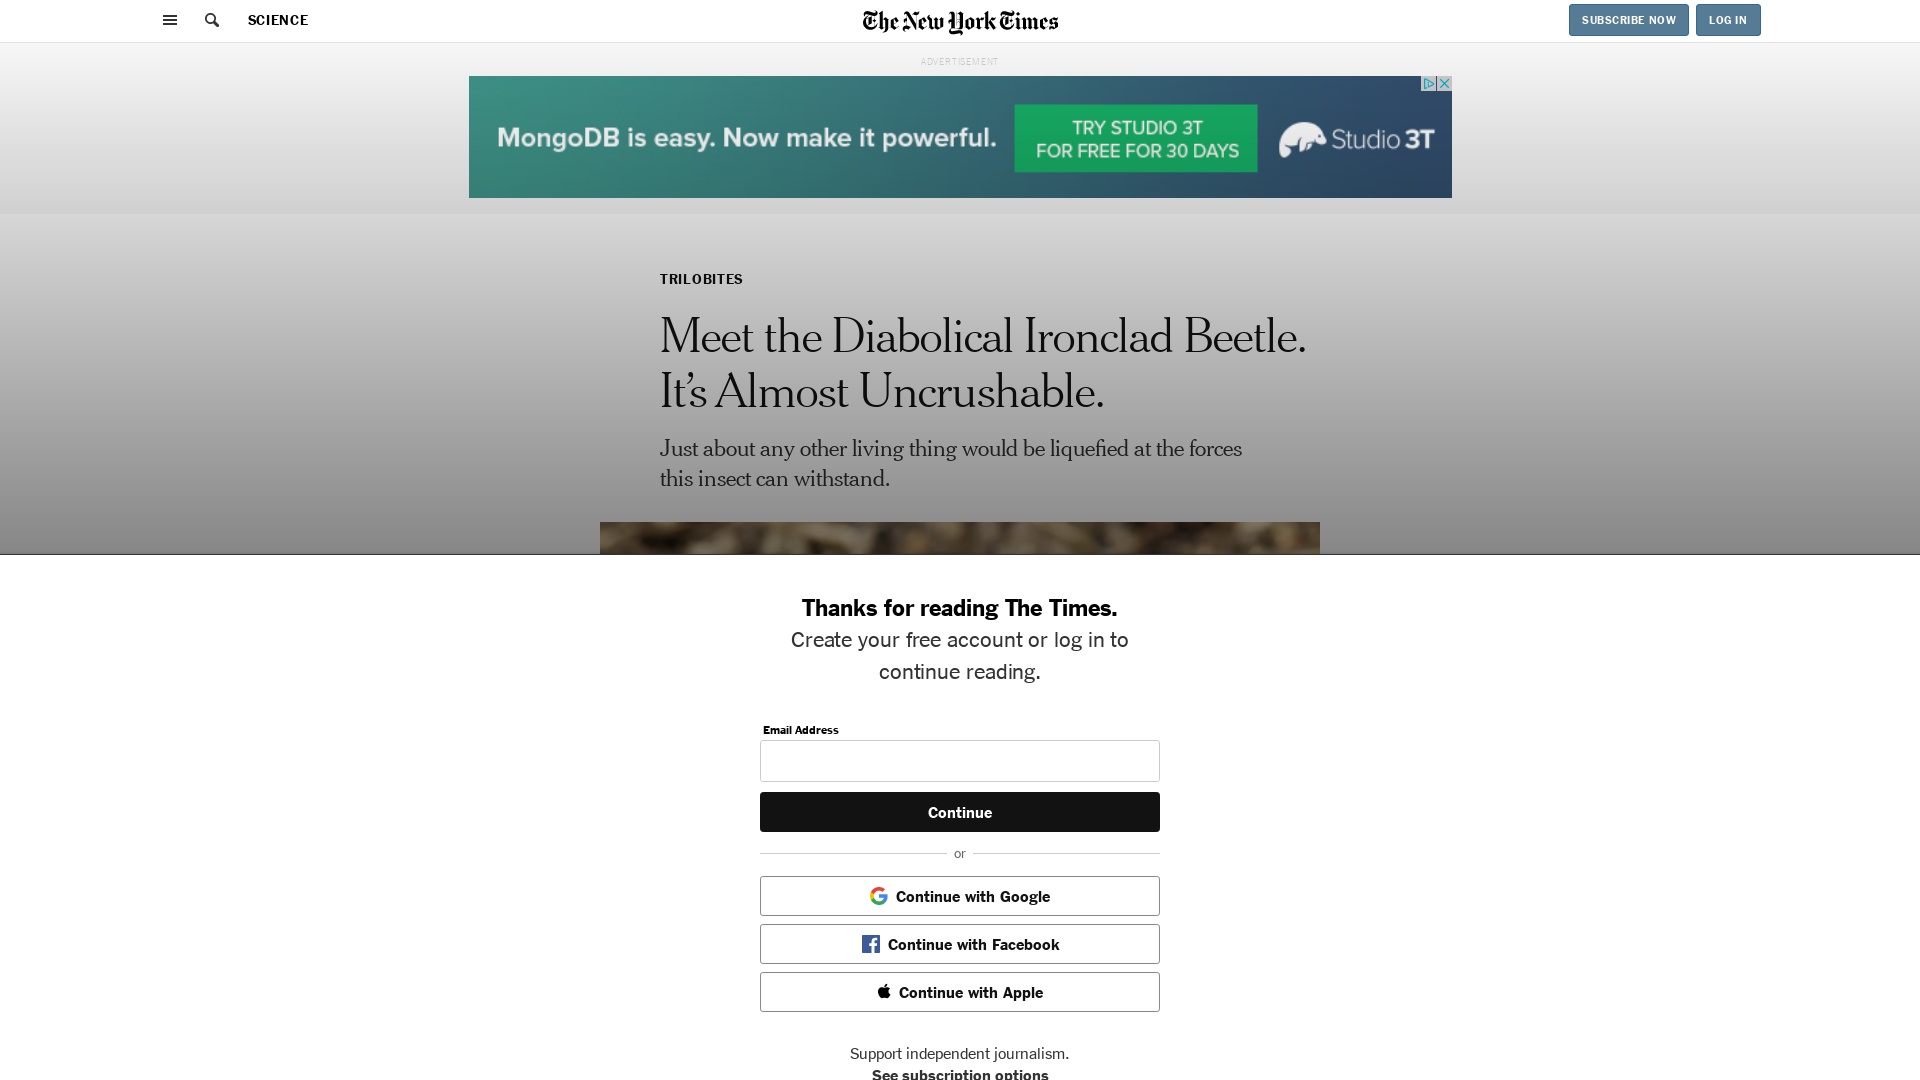 SCIENCE
The New York Times
SUBSCRIBE NOW
LOG IN
ADVERTISEMENT
MongoDB is easy. Now make it powerful.
TRY STUDIO 3T
FOR FREE FOR 30 DAYS
Studio 3T
TRILOBITES
Meet the Diabolical Ironclad Beetle.
It’s Almost Uncrushable.
Just about any other living thing would be liquefied at the forces
this insect can withstand.
Thanks for reading The Times.
Create your free account or log in to
continue reading.
Email Address
Continue
or
Continue with Google
Continue with Facebook
Continue with Apple
Support independent journalism.
See subscription options